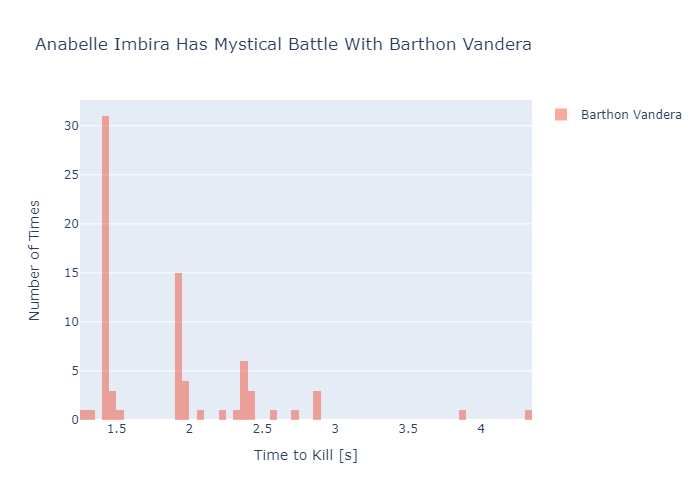 Anabelle Imbira Has Mystical Battle With Barthon Vandera
Barthon Vandera
30
25
20
15
10
5
0
Number of Times
1.5 2 2.5 3 3.5 4
Time to Kill [s]